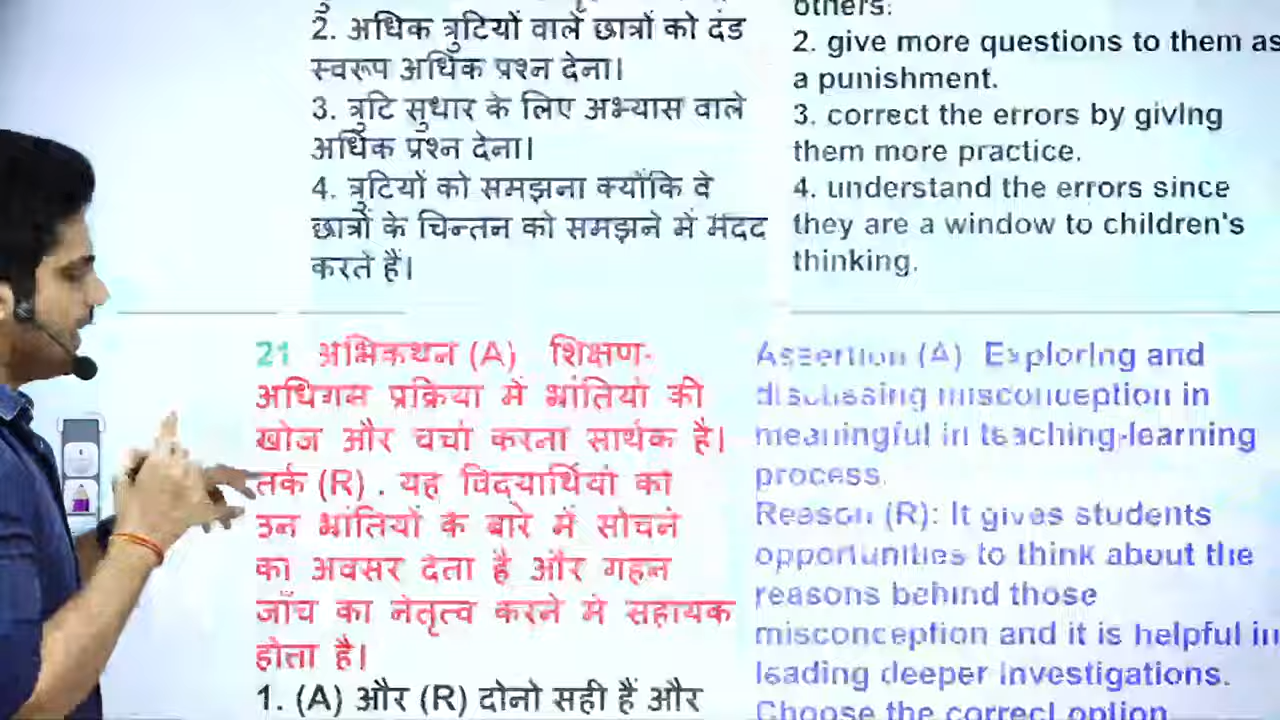 2. अधिक त्रुटियों वाले छात्रों को दंड
स्वरूप अधिक प्रश्न देना।
3. त्रुटि सुधार के लिए अभ्यास वाले
अधिक प्रश्न देना।
4. त्रुटियों को समझना क्योंकि वे
छात्रों के चिन्तन को समझने में मदद
करते हैं।
others.
2. give more questions to them as
a punishment.
3. correct the errors by giving
them more practice.
4. understand the errors since
they are a window to children's
thinking.
21 अभिकथन (A) शिक्षण-
अधिगम प्रक्रिया में भ्रांतियों की
खोज और चर्चा करना सार्थक है।
तर्क (R) . यह विद्यार्थियों को
उन भ्रांतियों के बारे में सोचने
का अवसर देता है और गहन
जाँच का नेतृत्व करने में सहायक
होता है।
1. (A) और (R) दोनो सही हैं और
Assertion (A) Exploring and
discussing misconception in
meaningful in teaching-learning
process.
Reason (R): It gives students
opportunities to think about the
reasons behind those
misconception and it is helpful in
leading deeper investigations.
Choose the correct option